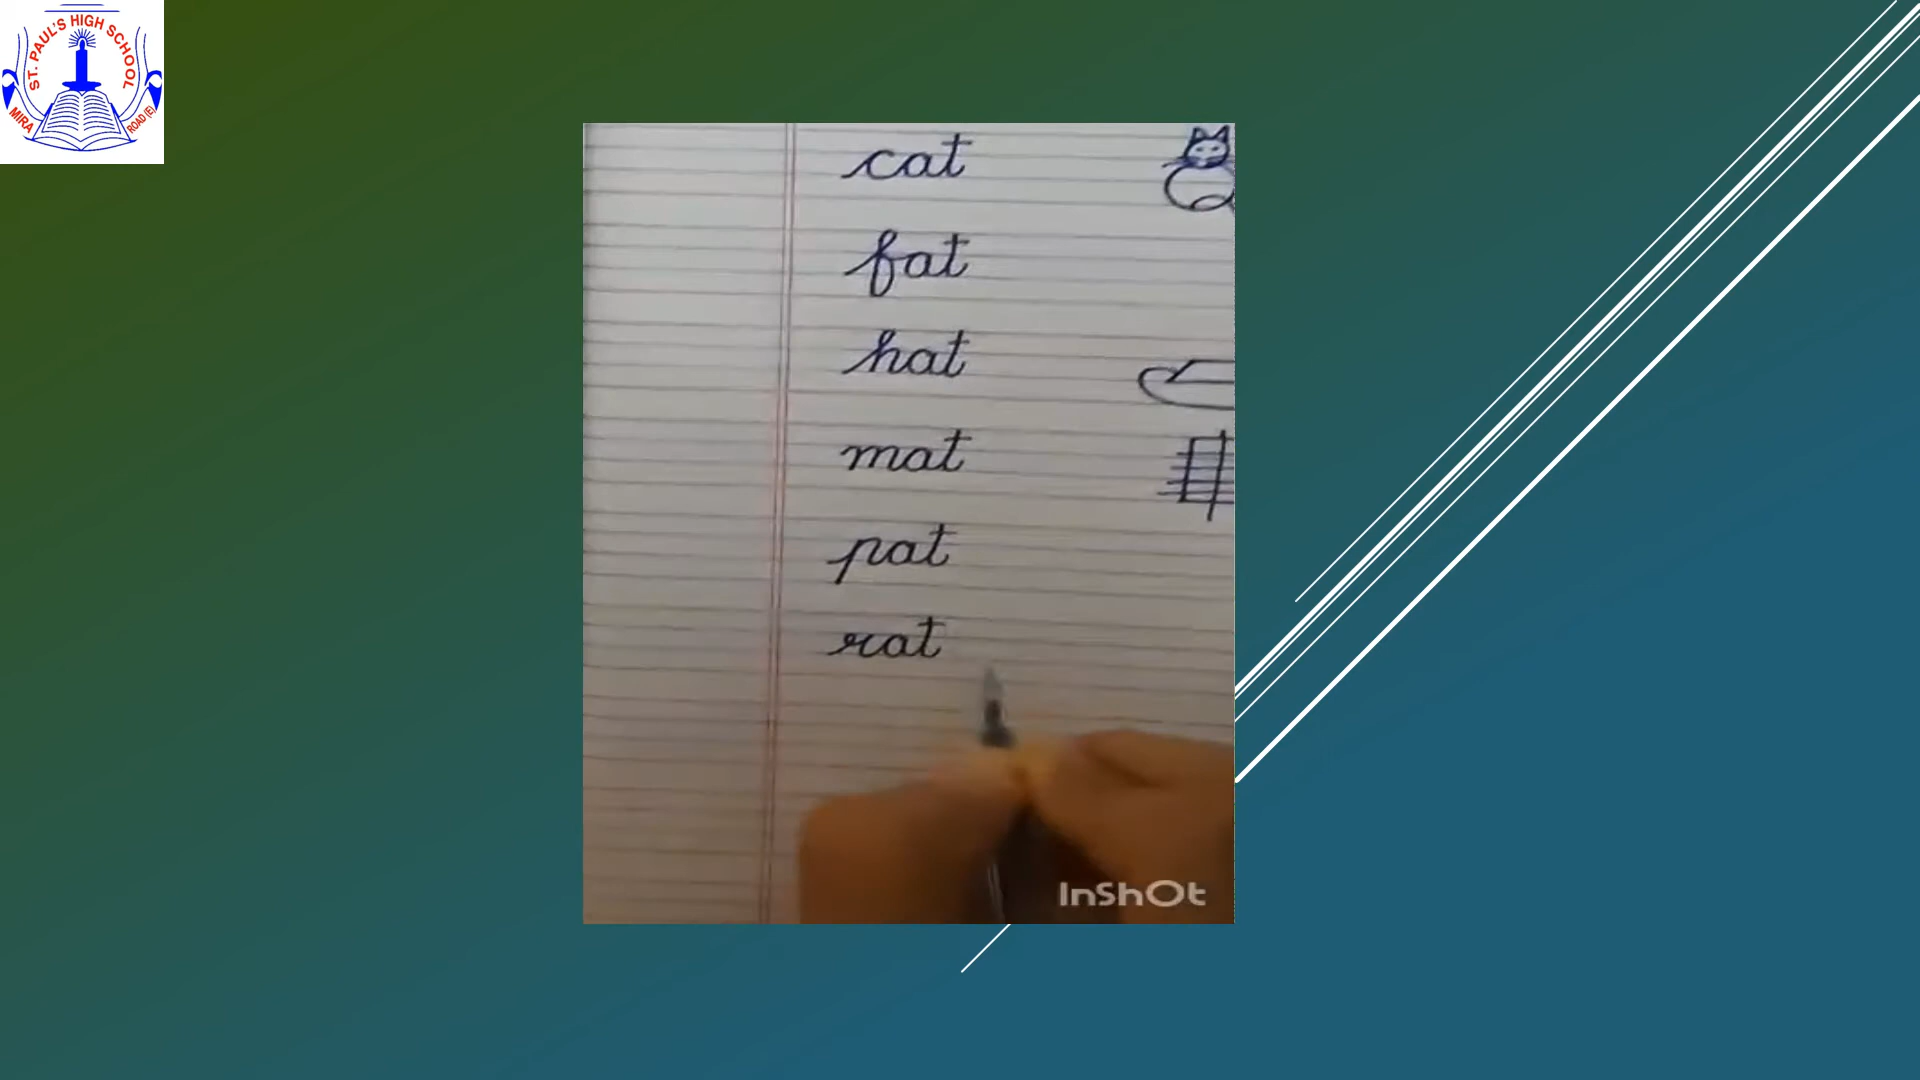 ST. PAUL'S HIGH SCHOOL
MIRA ROAD (E)
cat
fat
hat
mat
pat
rat
InShOt